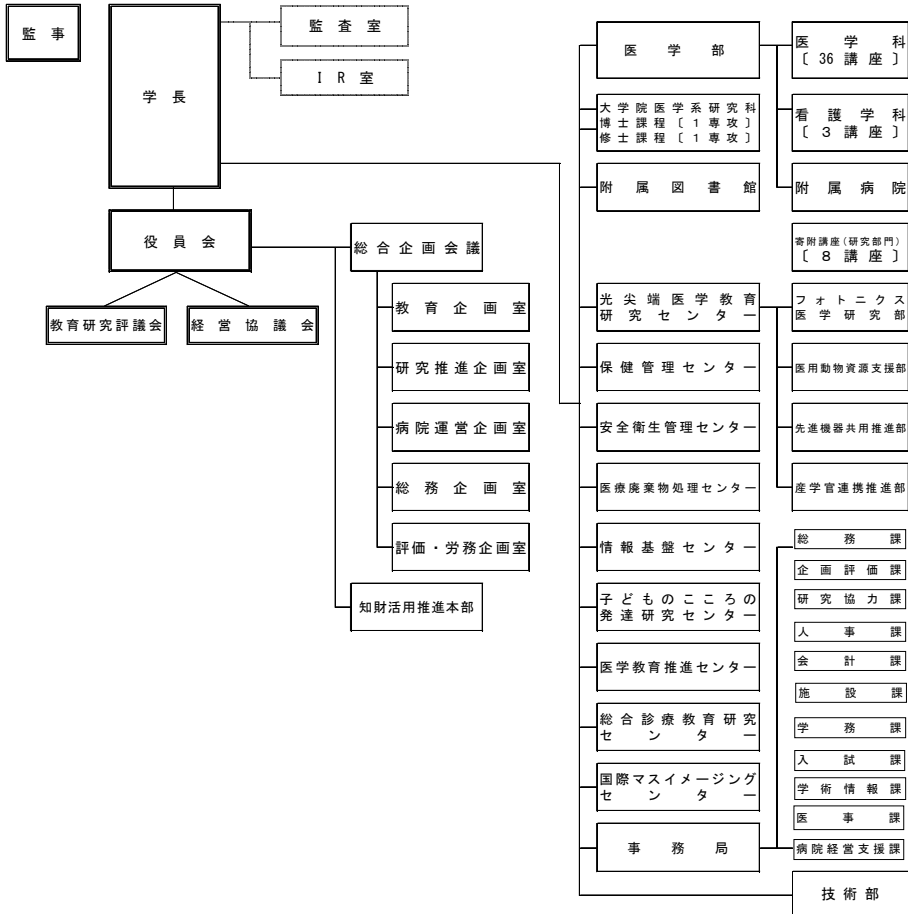 監事
学長
監査室
IR室
役員会
教育研究評議会
経営協議会
総合企画会議
教育企画室
研究推進企画室
病院運営企画室
総務企画室
評価・労務企画室
知財活用推進本部
医学部
大学院医学系研究科
博士課程〔1専攻〕
修士課程〔1専攻〕
附属図書館
光尖端医学教育
研究センター
保健管理センター
安全衛生管理センター
医療廃棄物処理センター
情報基盤センター
子どものこころの
発達研究センター
医学教育推進センター
総合診療教育研究
センター
国際マスイメージング
センター
事務局
医学科
〔36講座〕
看護学科
〔3講座〕
附属病院
寄附講座(研究部門)
〔8講座〕
フォトニクス
医学研究部
医用動物資源支援部
先進機器共用推進部
産学官連携推進部
総務課
企画評価課
研究協力課
人事課
会計課
施設課
学務課
入試課
学術情報課
医事課
病院経営支援課
技術部